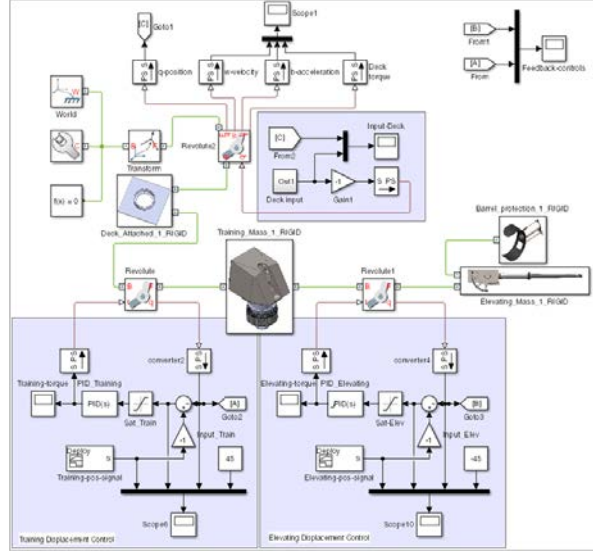 Scope1
[C]
Goto1
q-position
w-velocity
b-acceleration
Deck
torque
[B]
From1
[A]
From
Feedback-controls
World
Revolute2
Transform
f(x) = 0
Deck_Attached_1_RIGID
[C]
From2
Input-Deck
Out1
Deck input
-1
Gain1
S PS
Training_Mass_1_RIGID
Barrel_protection_1_RIGID
Elevating_Mass_1_RIGID
Revolute
Revolute1
converter2
converter4
Training-torque
PID_Training
PID(s)
Sat_Train
[A]
Goto2
-1
Input_Train
Deploy
Training-pos-signal
45
Scope6
Training Displacement Control
Elevating-torque
PID_Elevating
PID(s)
Sat-Elev
[B]
Goto3
-1
Input_Elev
Deploy
Elevating-pos-signal
-45
Scope10
Elevating Displacement Control